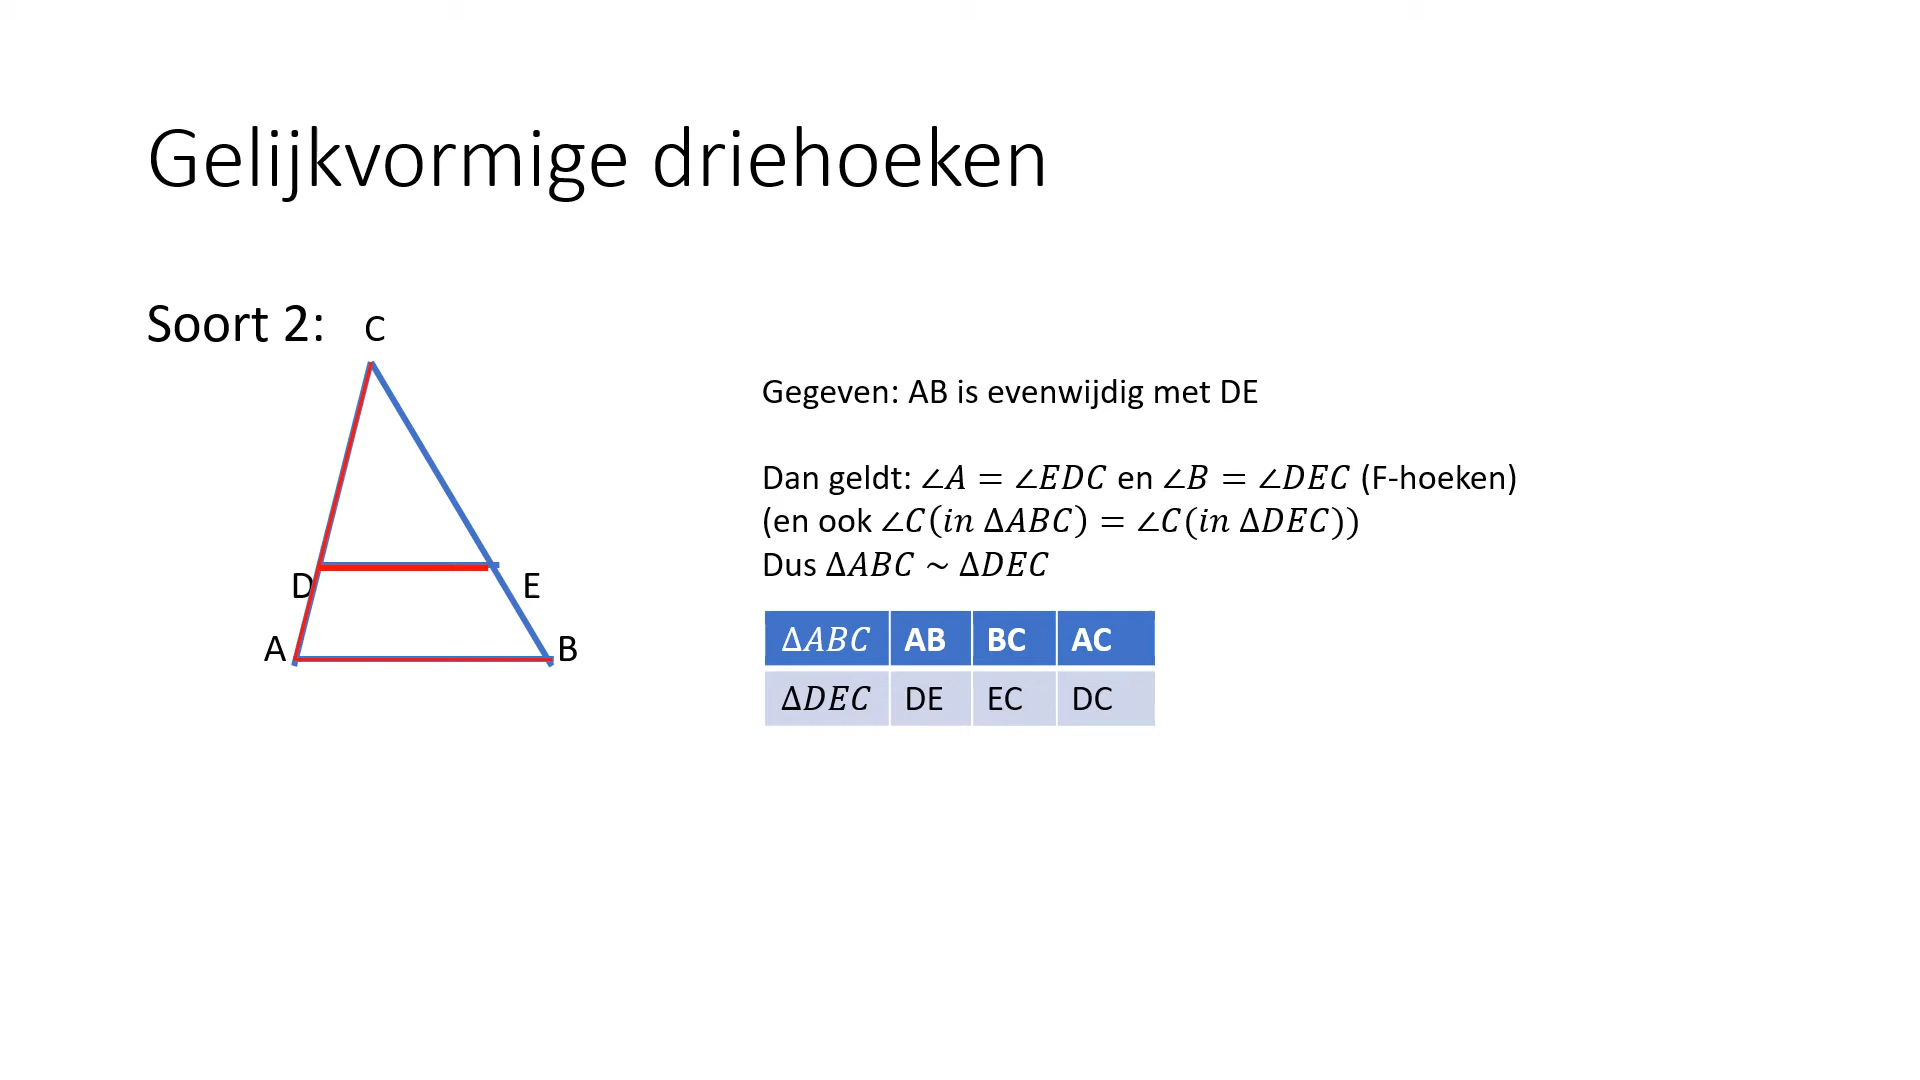 Gelijkvormige driehoeken
Soort 2:
C
D
E
A
B
Gegeven: AB is evenwijdig met DE
Dan geldt: ∠A = ∠EDC en ∠B = ∠DEC (F-hoeken)
(en ook ∠C(in ΔABC) = ∠C(in ΔDEC))
Dus ΔABC ~ ΔDEC
ΔABC AB BC AC
ΔDEC DE EC DC